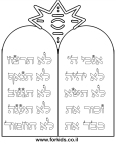 אנכי ה'
לא יהיה
לא תשא
זכור את
כבד את
לא תרצח
לא תנאף
לא תגנב
לא תענה
לא תחמוד
www.forkids.co.il